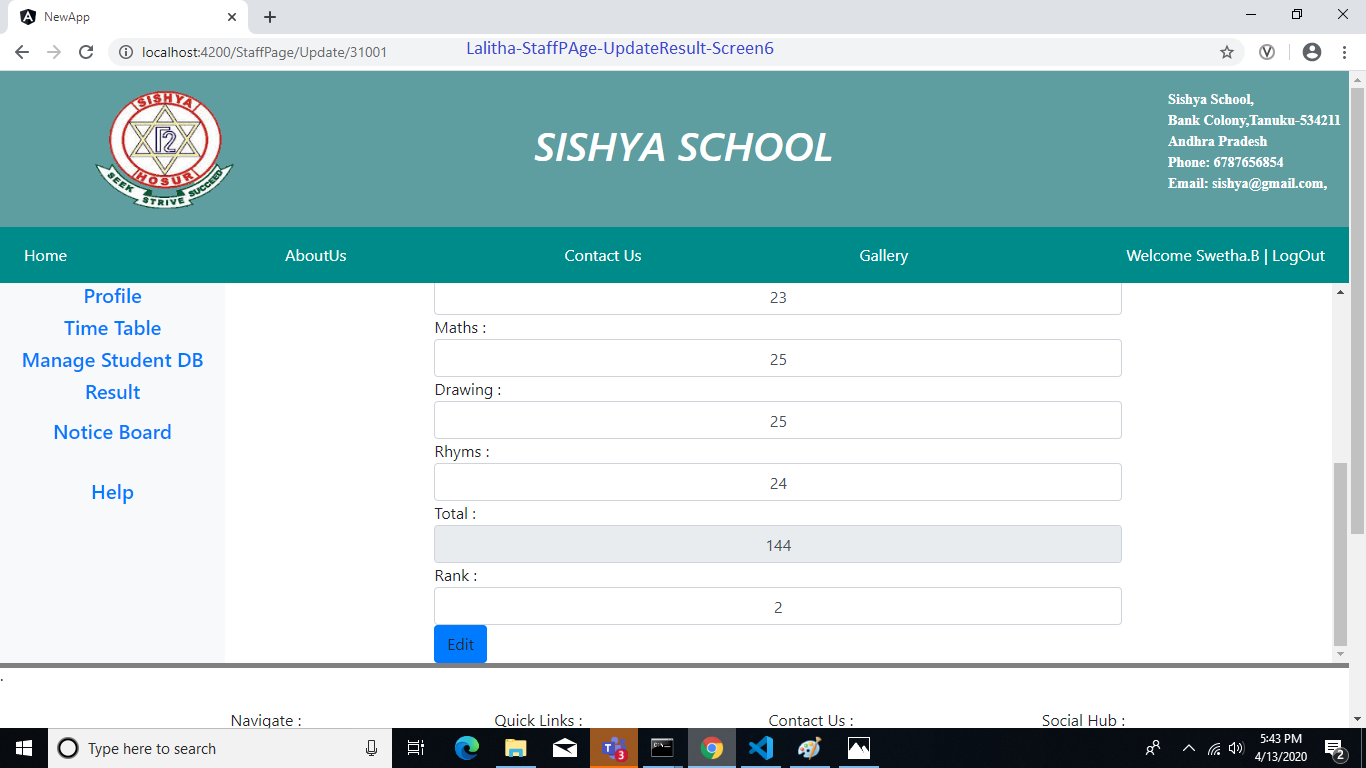 NewApp
localhost:4200/StaffPage/Update/31001
Lalitha-StaffPAge-UpdateResult-Screen6
SISHYA
HOSUR
SEEK STRIVE SUCCEED
SISHYA SCHOOL
Sishya School,
Bank Colony,Tanuku-534211
Andhra Pradesh
Phone: 6787656854
Email: sishya@gmail.com,
Home
AboutUs
Contact Us
Gallery
Welcome Swetha.B | LogOut
Profile
Time Table
Manage Student DB
Result
Notice Board
Help
23
Maths :
25
Drawing :
25
Rhyms :
24
Total :
144
Rank :
2
Edit
.
Navigate :
Quick Links :
Contact Us :
Social Hub :
Type here to search
3
5:43 PM
4/13/2020
2